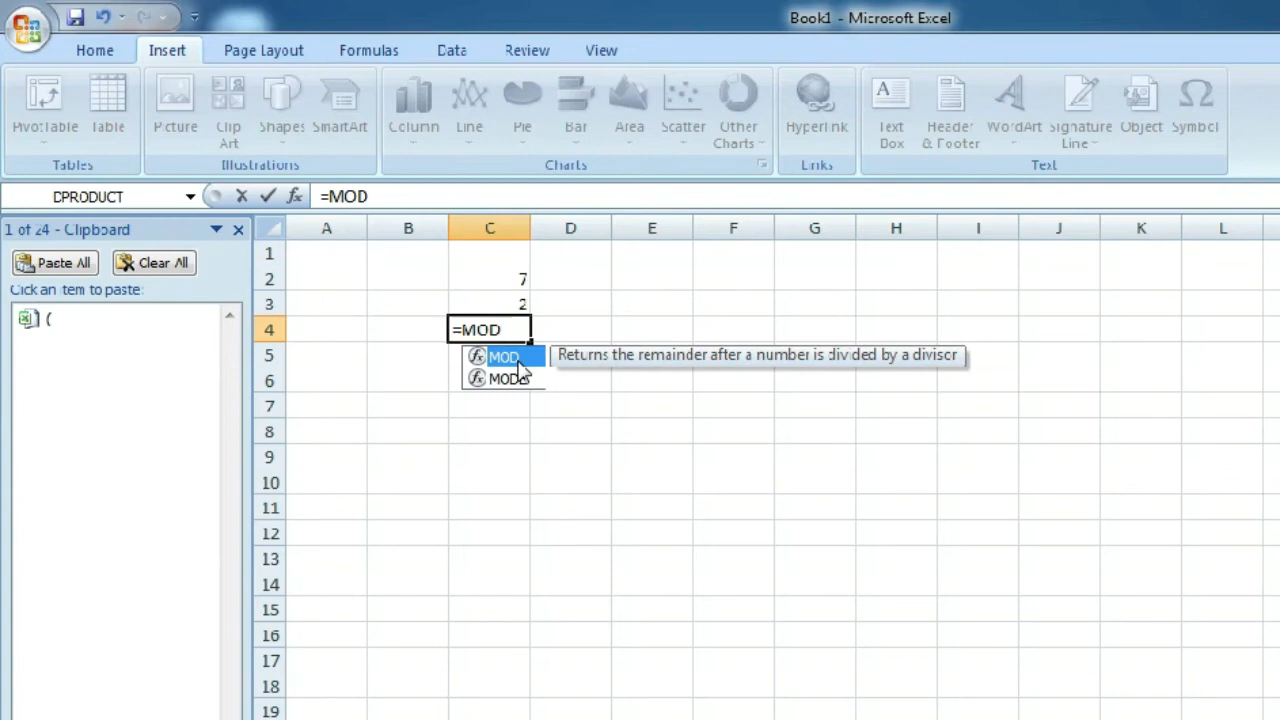 Book1 - Microsoft Excel
Home Insert Page Layout Formulas Data Review View
PivotTable Table Picture Clip Art Shapes SmartArt Column Line Pie Bar Area Scatter Other Charts Hyperlink Text Box Header & Footer WordArt Signature Line Object Symbol
Tables Illustrations Charts Links Text
DPRODUCT fx =MOD
1 of 24 - Clipboard
Paste All Clear All
Click an item to paste:
(
A B C D E F G H I J K L
1
2 7
3 2
4 =MOD
5 MOD Returns the remainder after a number is divided by a divisor
6 MODE
7
8
9
10
11
12
13
14
15
16
17
18
19